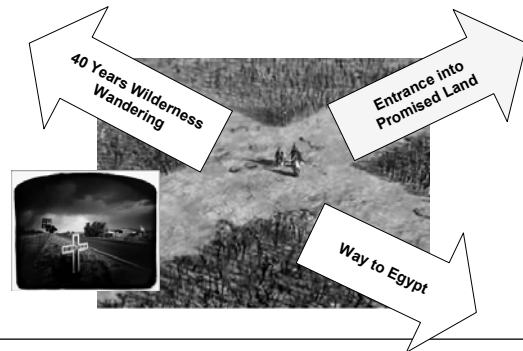 40 Years Wilderness
Wandering
Entrance into
Promised Land
Way to Egypt